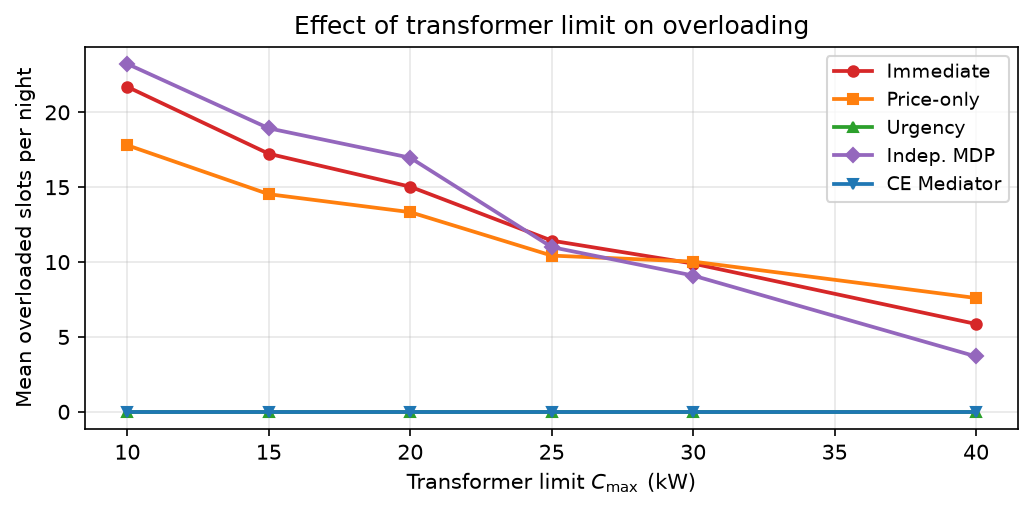 Effect of transformer limit on overloading
Mean overloaded slots per night
20
15
10
5
0
Immediate
Price-only
Urgency
Indep. MDP
CE Mediator
10 15 20 25 30 35 40
Transformer limit C_max (kW)